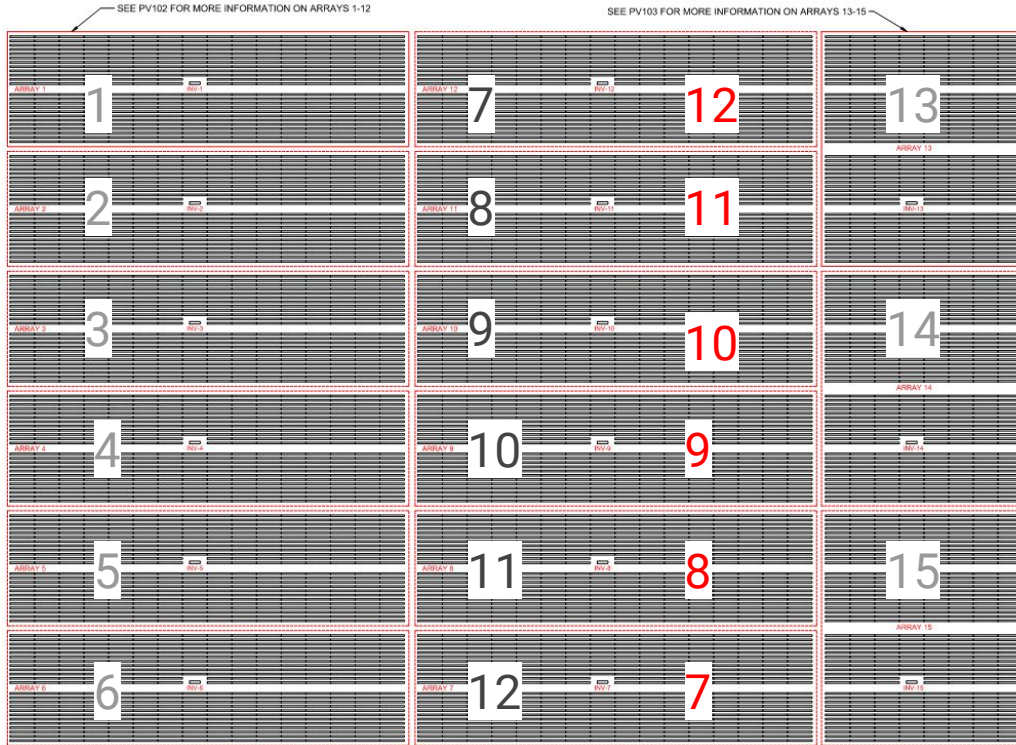 SEE PV102 FOR MORE INFORMATION ON ARRAYS 1-12
SEE PV103 FOR MORE INFORMATION ON ARRAYS 13-15
ARRAY 1
1
INV-1
ARRAY 12
7
INV-12
12
13
ARRAY 13
ARRAY 2
2
INV-2
ARRAY 11
8
INV-11
11
INV-13
ARRAY 3
3
INV-3
ARRAY 10
9
INV-10
10
14
ARRAY 14
ARRAY 4
4
INV-4
ARRAY 9
10
INV-9
9
INV-14
ARRAY 5
5
INV-5
ARRAY 8
11
INV-8
8
15
ARRAY 15
ARRAY 6
6
INV-6
ARRAY 7
12
INV-7
7
INV-15